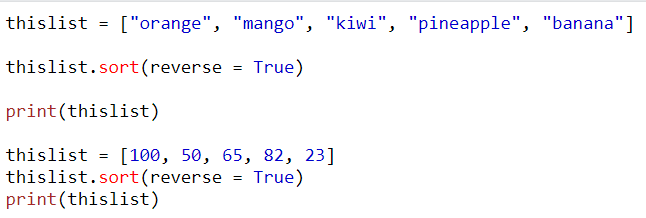 thislist = ["orange", "mango", "kiwi", "pineapple", "banana"]
thislist.sort(reverse = True)
print(thislist)
thislist = [100, 50, 65, 82, 23]
thislist.sort(reverse = True)
print(thislist)